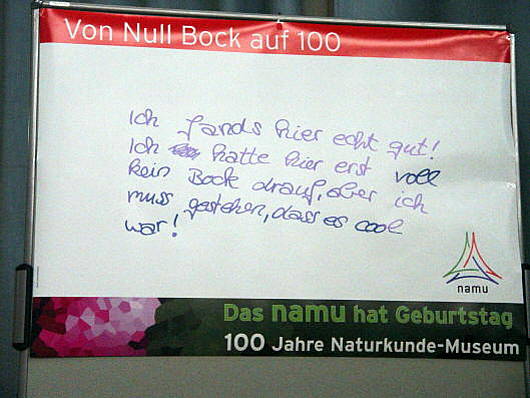 Von Null Bock auf 100
Ich fands hier echt gut!
Ich hatte hier erst voll
kein Bock drauf, aber ich
muss gestehen, dass es cool
war!
namu
Das namu hat Geburtstag
100 Jahre Naturkunde-Museum